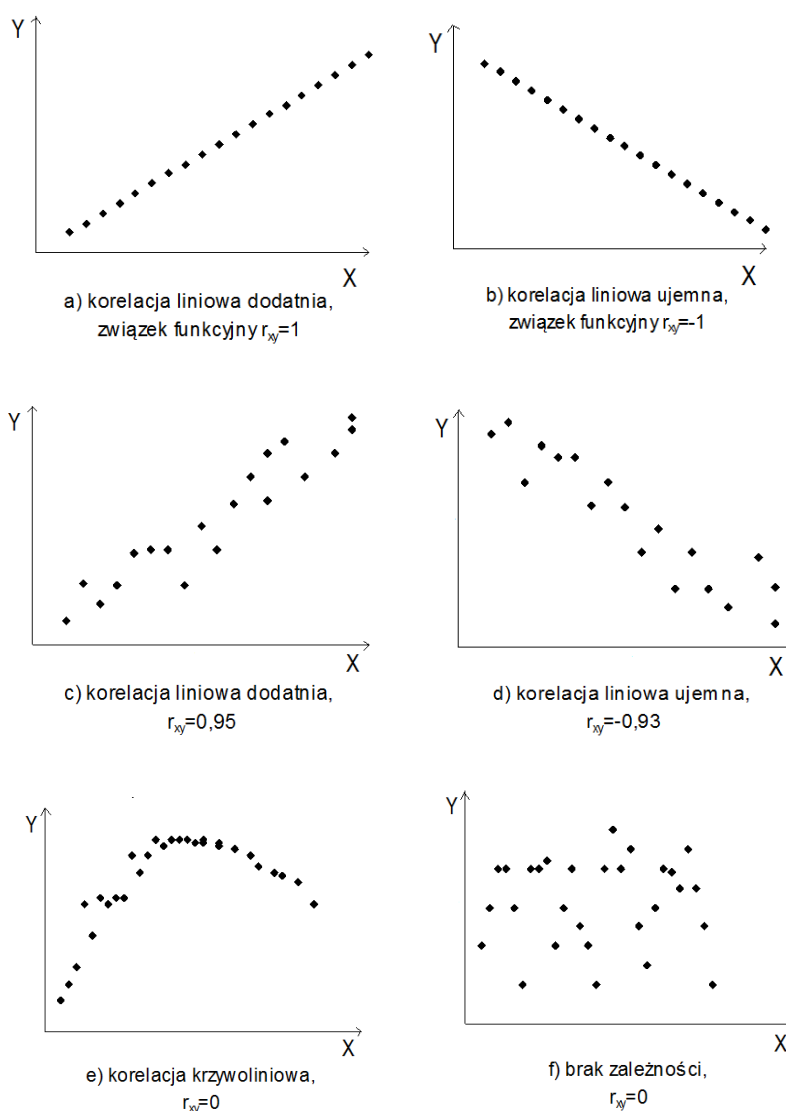 Y
X
a) korelacja liniowa dodatnia,
związek funkcyjny rxy=1
Y
X
b) korelacja liniowa ujemna,
związek funkcyjny rxy=-1
Y
X
c) korelacja liniowa dodatnia,
rxy=0,95
Y
X
d) korelacja liniowa ujemna,
rxy=-0,93
Y
X
e) korelacja krzywoliniowa,
rxy=0
Y
X
f) brak zależności,
rxy=0